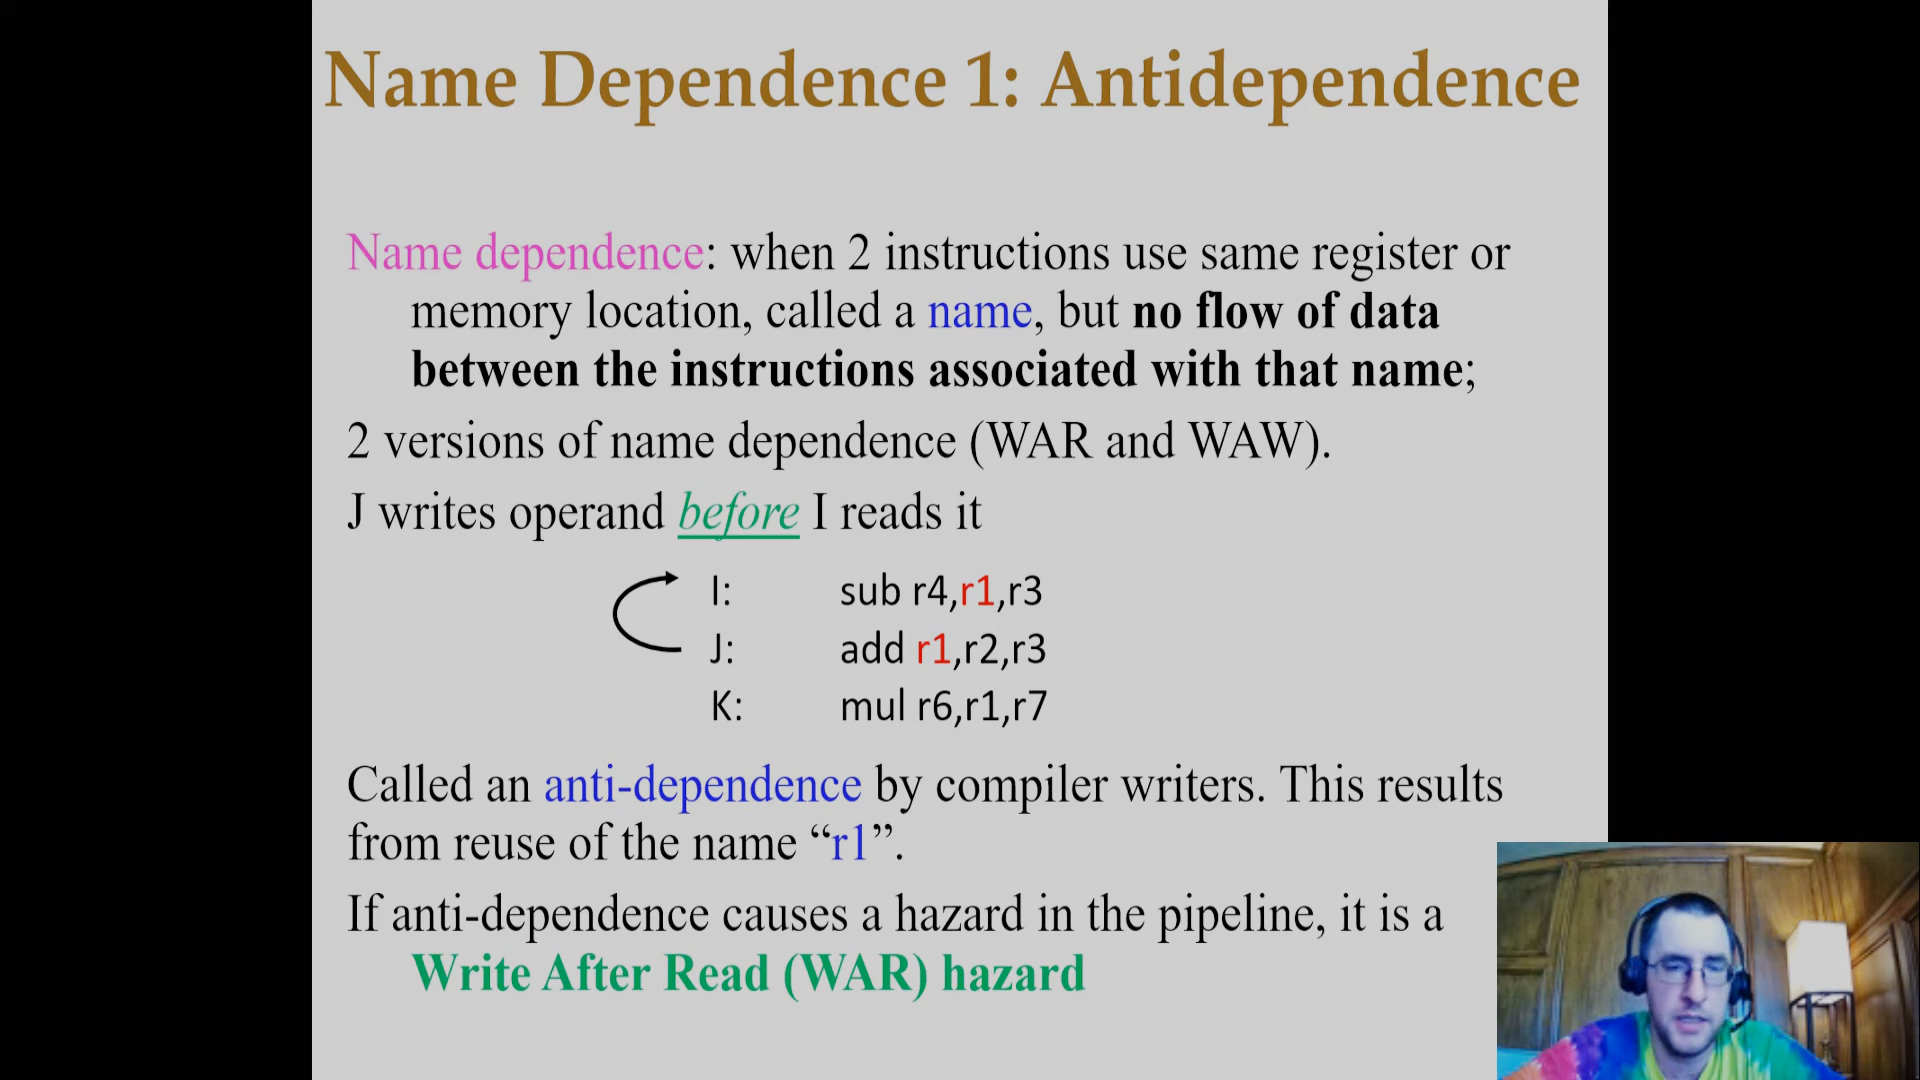 Name Dependence 1: Antidependence
Name dependence: when 2 instructions use same register or
memory location, called a name, but no flow of data
between the instructions associated with that name;
2 versions of name dependence (WAR and WAW).
J writes operand before I reads it
I: sub r4,r1,r3
J: add r1,r2,r3
K: mul r6,r1,r7
Called an anti-dependence by compiler writers. This results
from reuse of the name “r1”.
If anti-dependence causes a hazard in the pipeline, it is a
Write After Read (WAR) hazard